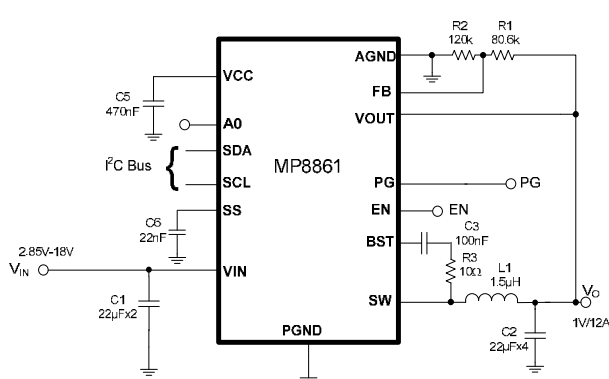 R2
120k
R1
80.6k
AGND
FB
VOUT
VCC
C5
470nF
A0
SDA
I²C Bus
SCL
MP8861
PG
PG
SS
EN
EN
C6
22nF
C3
100nF
BST
R3
10Ω
2.85V-18V
VIN
VIN
L1
1.5µH
SW
C1
22µFx2
VO
1V/12A
C2
22µFx4
PGND